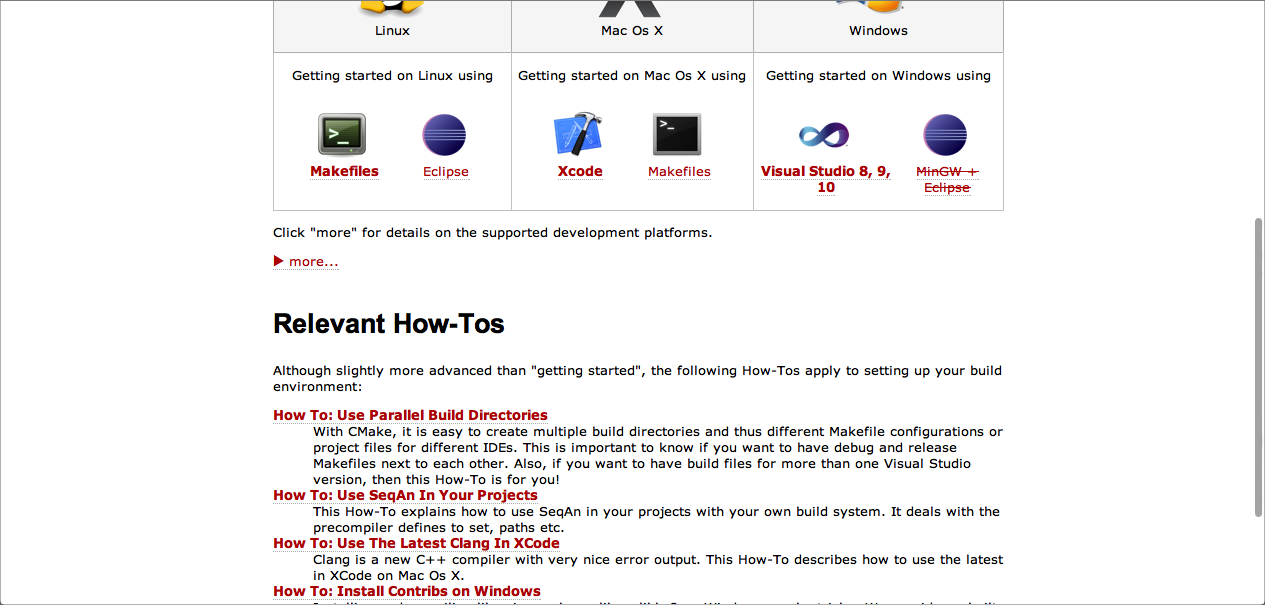 Linux Mac Os X Windows
Getting started on Linux using Getting started on Mac Os X using Getting started on Windows using
Makefiles Eclipse Xcode Makefiles Visual Studio 8, 9, 10 MinGW + Eclipse
Click "more" for details on the supported development platforms.
▶ more...
Relevant How-Tos
Although slightly more advanced than "getting started", the following How-Tos apply to setting up your build
environment:
How To: Use Parallel Build Directories
With CMake, it is easy to create multiple build directories and thus different Makefile configurations or
project files for different IDEs. This is important to know if you want to have debug and release
Makefiles next to each other. Also, if you want to have build files for more than one Visual Studio
version, then this How-To is for you!
How To: Use SeqAn In Your Projects
This How-To explains how to use SeqAn in your projects with your own build system. It deals with the
precompiler defines to set, paths etc.
How To: Use The Latest Clang In XCode
Clang is a new C++ compiler with very nice error output. This How-To describes how to use the latest
in XCode on Mac Os X.
How To: Install Contribs on Windows